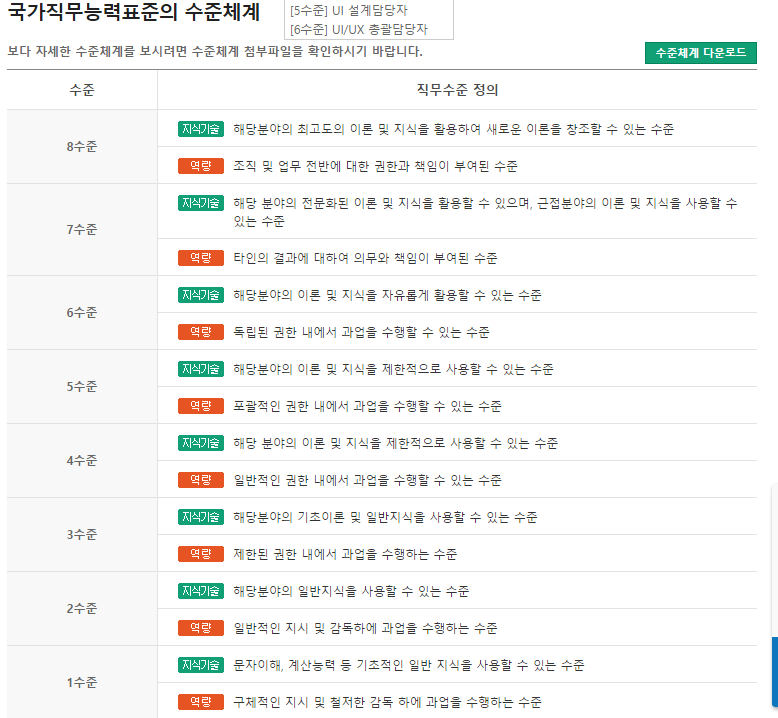 국가직무능력표준의 수준체계
[5수준] UI 설계담당자
[6수준] UI/UX 총괄담당자
보다 자세한 수준체계를 보시려면 수준체계 첨부파일을 확인하시기 바랍니다.
수준체계 다운로드
수준 직무수준 정의
8수준
지식기술 해당분야의 최고도의 이론 및 지식을 활용하여 새로운 이론을 창조할 수 있는 수준
역량 조직 및 업무 전반에 대한 권한과 책임이 부여된 수준
7수준
지식기술 해당 분야의 전문화된 이론 및 지식을 활용할 수 있으며, 근접분야의 이론 및 지식을 사용할 수
있는 수준
역량 타인의 결과에 대하여 의무와 책임이 부여된 수준
6수준
지식기술 해당분야의 이론 및 지식을 자유롭게 활용할 수 있는 수준
역량 독립된 권한 내에서 과업을 수행할 수 있는 수준
5수준
지식기술 해당분야의 이론 및 지식을 제한적으로 사용할 수 있는 수준
역량 포괄적인 권한 내에서 과업을 수행할 수 있는 수준
4수준
지식기술 해당 분야의 이론 및 지식을 제한적으로 사용할 수 있는 수준
역량 일반적인 권한 내에서 과업을 수행할 수 있는 수준
3수준
지식기술 해당분야의 기초이론 및 일반지식을 사용할 수 있는 수준
역량 제한된 권한 내에서 과업을 수행하는 수준
2수준
지식기술 해당분야의 일반지식을 사용할 수 있는 수준
역량 일반적인 지시 및 감독하에 과업을 수행하는 수준
1수준
지식기술 문자이해, 계산능력 등 기초적인 일반 지식을 사용할 수 있는 수준
역량 구체적인 지시 및 철저한 감독 하에 과업을 수행하는 수준